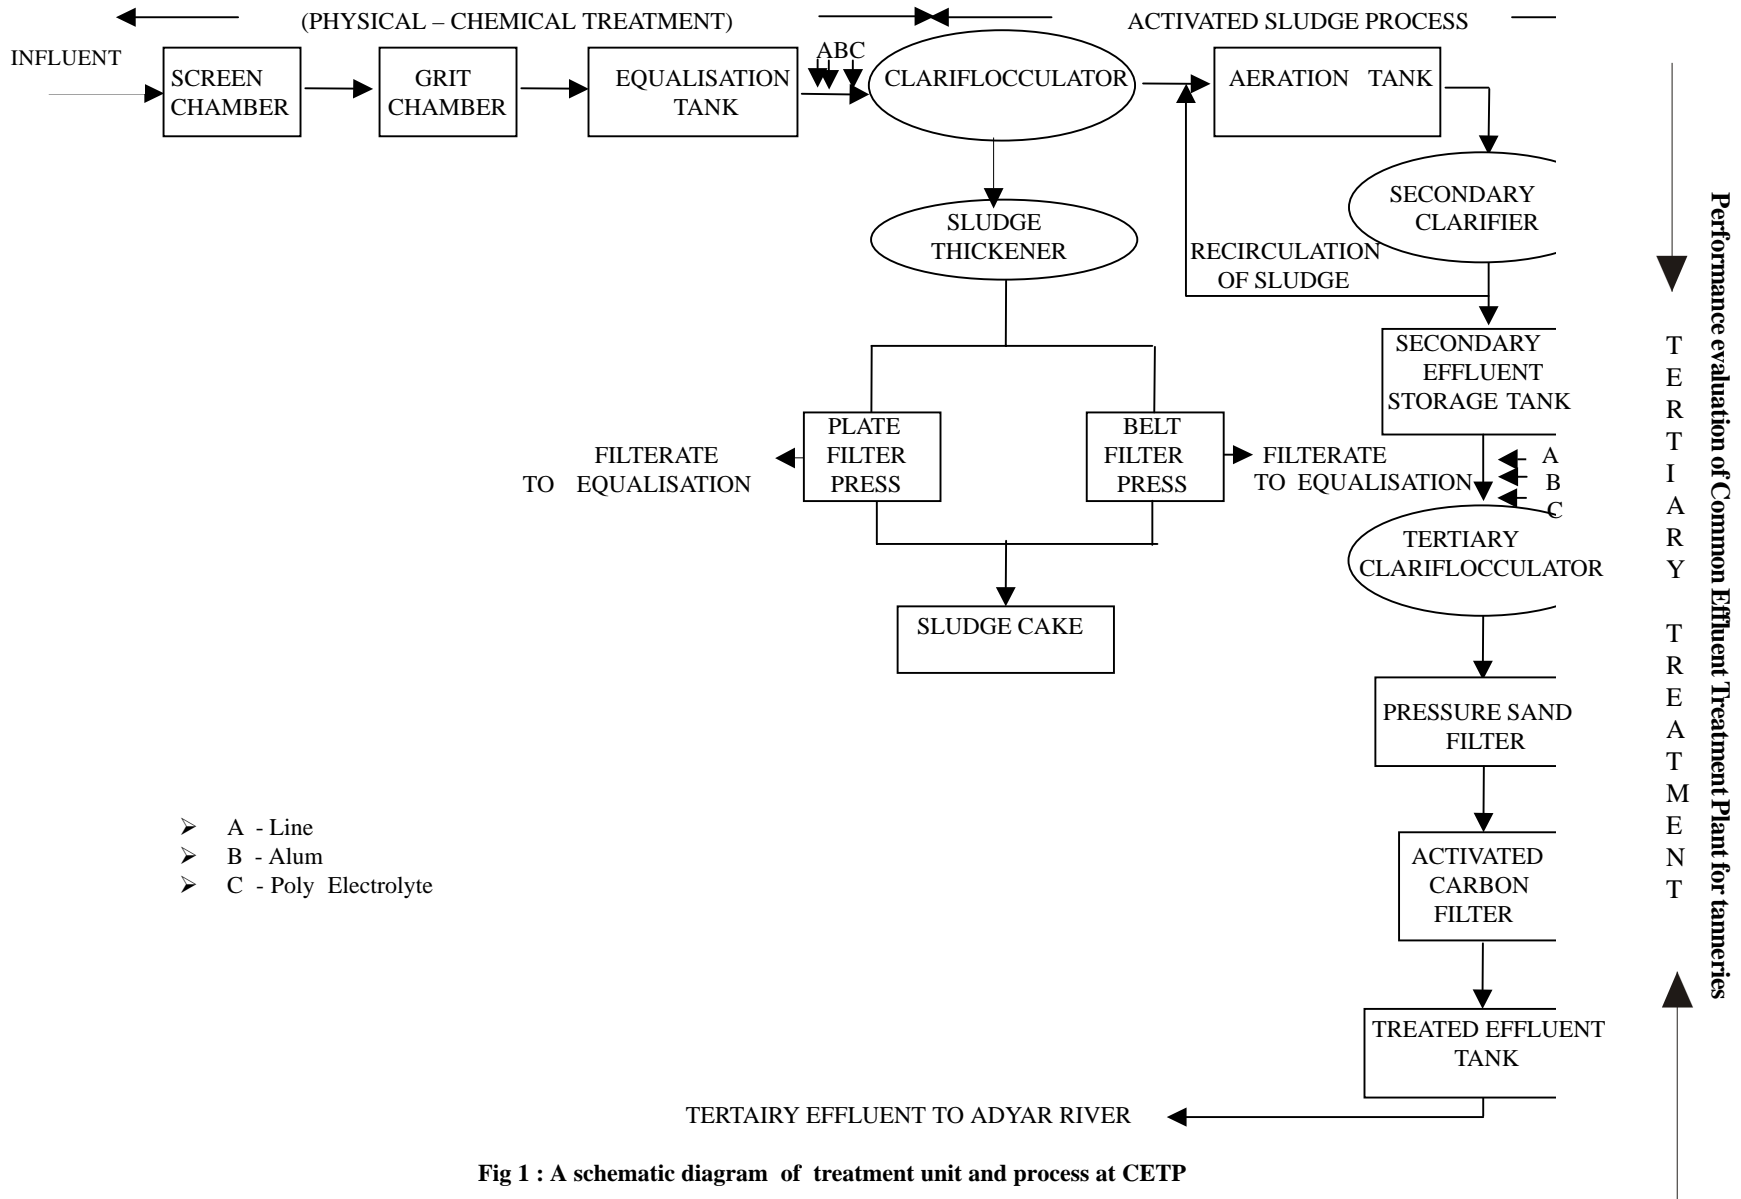 (PHYSICAL – CHEMICAL TREATMENT)
ACTIVATED SLUDGE PROCESS
INFLUENT
SCREEN
CHAMBER
GRIT
CHAMBER
EQUALISATION
TANK
ABC
CLARIFLOCCULATOR
AERATION TANK
SECONDARY
CLARIFIER
SLUDGE
THICKENER
RECIRCULATION
OF SLUDGE
SECONDARY
EFFLUENT
STORAGE TANK
PLATE
FILTER
PRESS
BELT
FILTER
PRESS
FILTERATE
TO EQUALISATION
FILTERATE
TO EQUALISATION
A
B
C
TERTIARY
CLARIFLOCCULATOR
SLUDGE CAKE
PRESSURE SAND
FILTER
ACTIVATED
CARBON
FILTER
TREATED EFFLUENT
TANK
TERTAIRY EFFLUENT TO ADYAR RIVER
➢ A - Line
➢ B - Alum
➢ C - Poly Electrolyte
TERTIARY TREATMENT
Performance evaluation of Common Effluent Treatment Plant for tanneries
Fig 1 : A schematic diagram of treatment unit and process at CETP